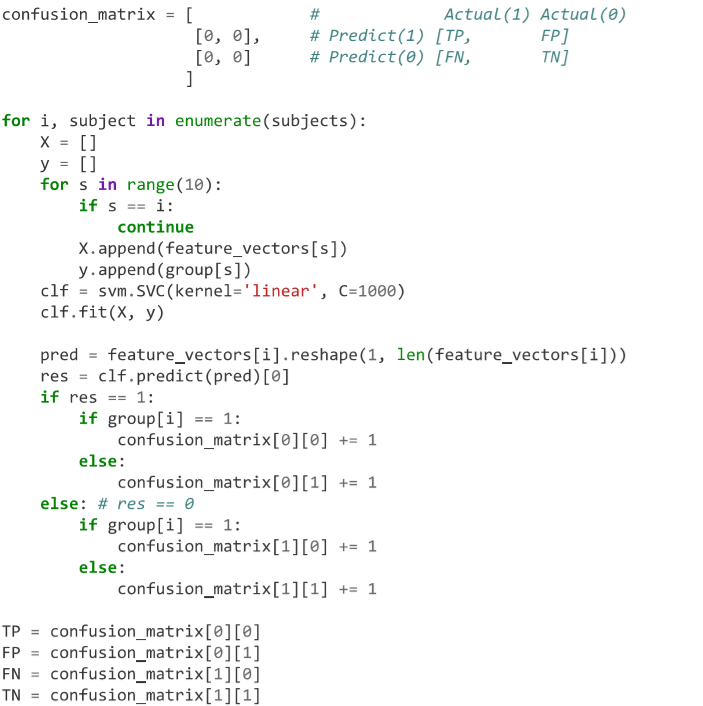 confusion_matrix = [            #             Actual(1) Actual(0)
                    [0, 0],     # Predict(1) [TP,       FP]
                    [0, 0]      # Predict(0) [FN,       TN]
                   ]
for i, subject in enumerate(subjects):
    X = []
    y = []
    for s in range(10):
        if s == i:
            continue
        X.append(feature_vectors[s])
        y.append(group[s])
    clf = svm.SVC(kernel='linear', C=1000)
    clf.fit(X, y)
    pred = feature_vectors[i].reshape(1, len(feature_vectors[i]))
    res = clf.predict(pred)[0]
    if res == 1:
        if group[i] == 1:
            confusion_matrix[0][0] += 1
        else:
            confusion_matrix[0][1] += 1
    else: # res == 0
        if group[i] == 1:
            confusion_matrix[1][0] += 1
        else:
            confusion_matrix[1][1] += 1
TP = confusion_matrix[0][0]
FP = confusion_matrix[0][1]
FN = confusion_matrix[1][0]
TN = confusion_matrix[1][1]